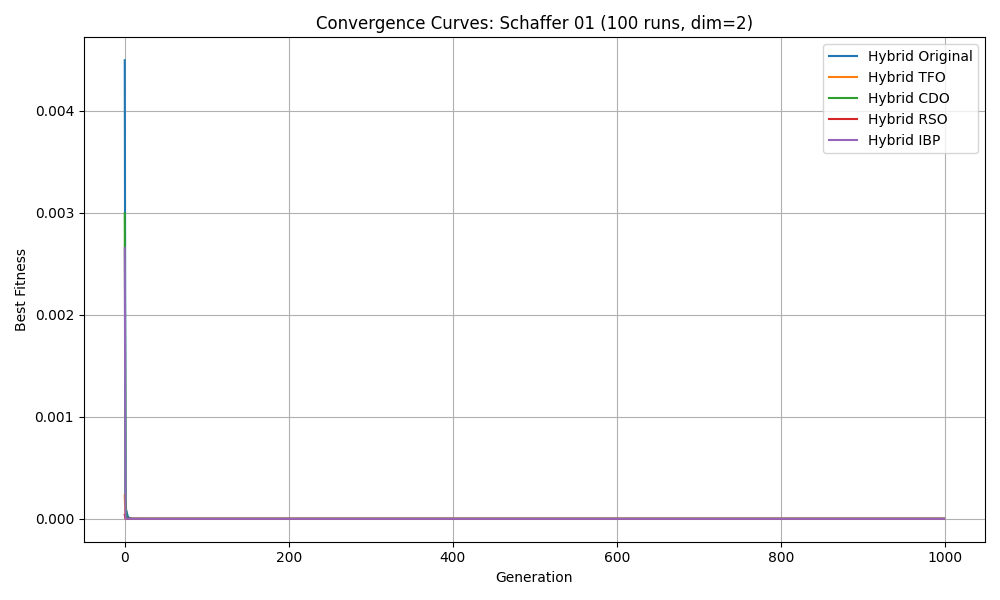 Convergence Curves: Schaffer 01 (100 runs, dim=2)
Hybrid Original
Hybrid TFO
Hybrid CDO
Hybrid RSO
Hybrid IBP
Best Fitness
0.004
0.003
0.002
0.001
0.000
0 200 400 600 800 1000
Generation